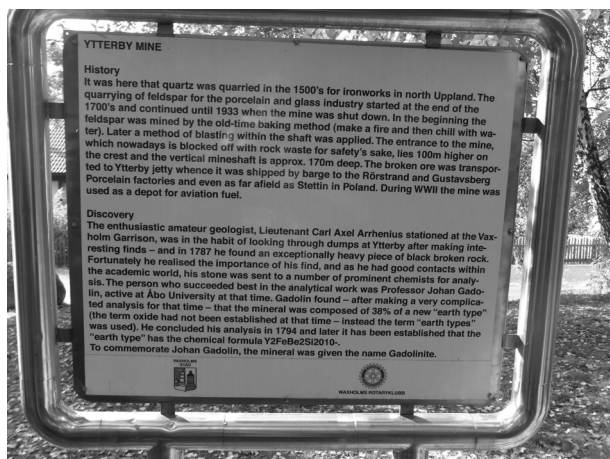 YTTERBY MINE
History
It was here that quartz was quarried in the 1500's for ironworks in north Uppland. The
quarrying of feldspar for the porcelain and glass industry started at the end of the
1700's and continued until 1933 when the mine was shut down. In the beginning the
feldspar was mined by the old-time baking method (make a fire and then chill with wa-
ter). Later a method of blasting within the shaft was applied. The entrance to the mine,
which nowadays is blocked off with rock waste for safety's sake, lies 100m higher on
the crest and the vertical mineshaft is approx. 170m deep. The broken ore was transpor-
ted to Ytterby jetty whence it was shipped by barge to the Rörstrand and Gustavsberg
Porcelain factories and even as far afield as Stettin in Poland. During WWII the mine was
used as a depot for aviation fuel.
Discovery
The enthusiastic amateur geologist, Lieutenant Carl Axel Arrhenius stationed at the Vax-
holm Garrison, was in the habit of looking through dumps at Ytterby after making inte-
resting finds – and in 1787 he found an exceptionally heavy piece of black broken rock.
Fortunately he realised the importance of his find, and as he had good contacts within
the academic world, his stone was sent to a number of prominent chemists for analy-
sis. The person who succeeded best in the analytical work was Professor Johan Gado-
lin, active at Åbo University at that time. Gadolin found – after making a very complica-
ted analysis for that time – that the mineral was composed of 38% of a new "earth type"
(the term oxide had not been established at that time – instead the term "earth types"
was used). He concluded his analysis in 1794 and later it has been established that the
"earth type" has the chemical formula Y2FeBe2Si2010-.
To commemorate Johan Gadolin, the mineral was given the name Gadolinite.
WAXHOLMS
STAD
WAXHOLMS ROTARYKLUBB